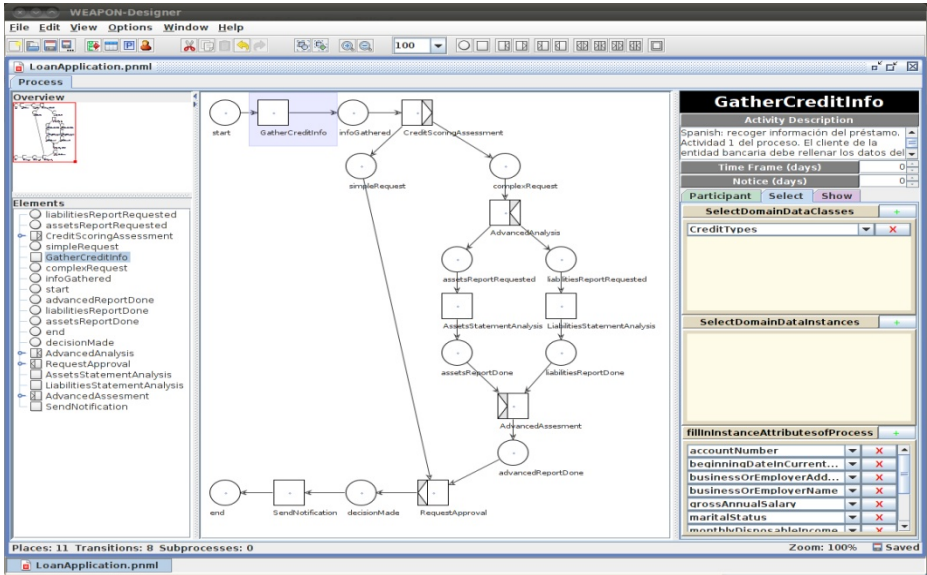 WEAPON-Designer
File Edit View Options Window Help
100
LoanApplication.pnml
Process
Overview
Elements
liabilitiesReportRequested
assetsReportRequested
CreditScoringAssessment
simpleRequest
GatherCreditInfo
complexRequest
infoGathered
start
advancedReportDone
liabilitiesReportDone
assetsReportDone
end
decisionMade
AdvancedAnalysis
RequestApproval
AssetsStatementAnalysis
LiabilitiesStatementAnalysis
AdvancedAssesment
SendNotification
start GatherCreditInfo infoGathered CreditScoringAssessment
simpleRequest complexRequest
AdvancedAnalysis
assetsReportRequested liabilitiesReportRequested
AssetsStatementAnalysis LiabilitiesStatementAnalysis
assetsReportDone liabilitiesReportDone
AdvancedAssesment
advancedReportDone
end SendNotification decisionMade RequestApproval
GatherCreditInfo
Activity Description
Spanish: recoger información del préstamo.
Actividad 1 del proceso. El cliente de la
entidad bancaria debe rellenar los datos del
Time Frame (days) 0
Notice (days) 0
Participant Select Show
SelectDomainDataClasses +
CreditTypes X
SelectDomainDataInstances +
fillInInstanceAttributesofProcess +
accountNumber X
beginningDateInCurrent... X
businessOrEmployerAdd... X
businessOrEmployerName X
grossAnnualSalary X
maritalStatus X
monthlyDisposableIncome X
Places: 11 Transitions: 8 Subprocesses: 0 Zoom: 100% Saved
LoanApplication.pnml